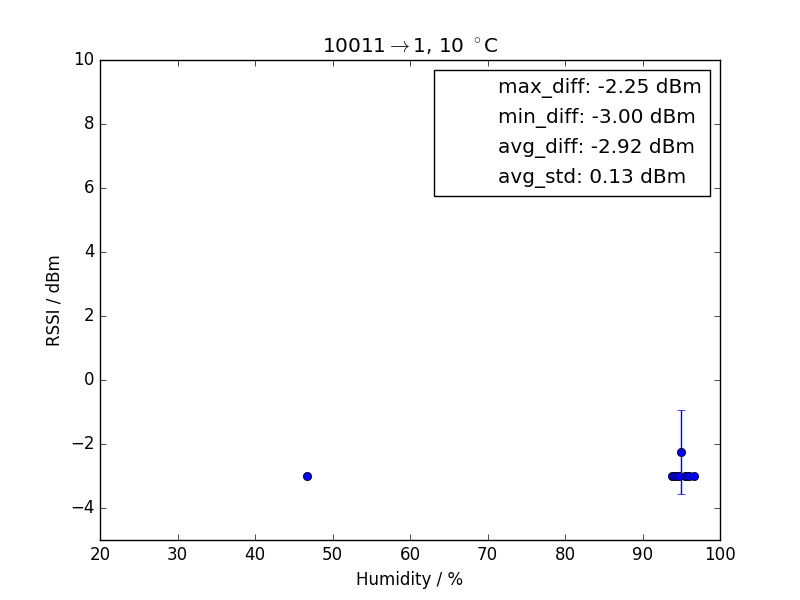 10011→1, 10 °C
max_diff: -2.25 dBm
min_diff: -3.00 dBm
avg_diff: -2.92 dBm
avg_std: 0.13 dBm
RSSI / dBm
10
8
6
4
2
0
−2
−4
20 30 40 50 60 70 80 90 100
Humidity / %